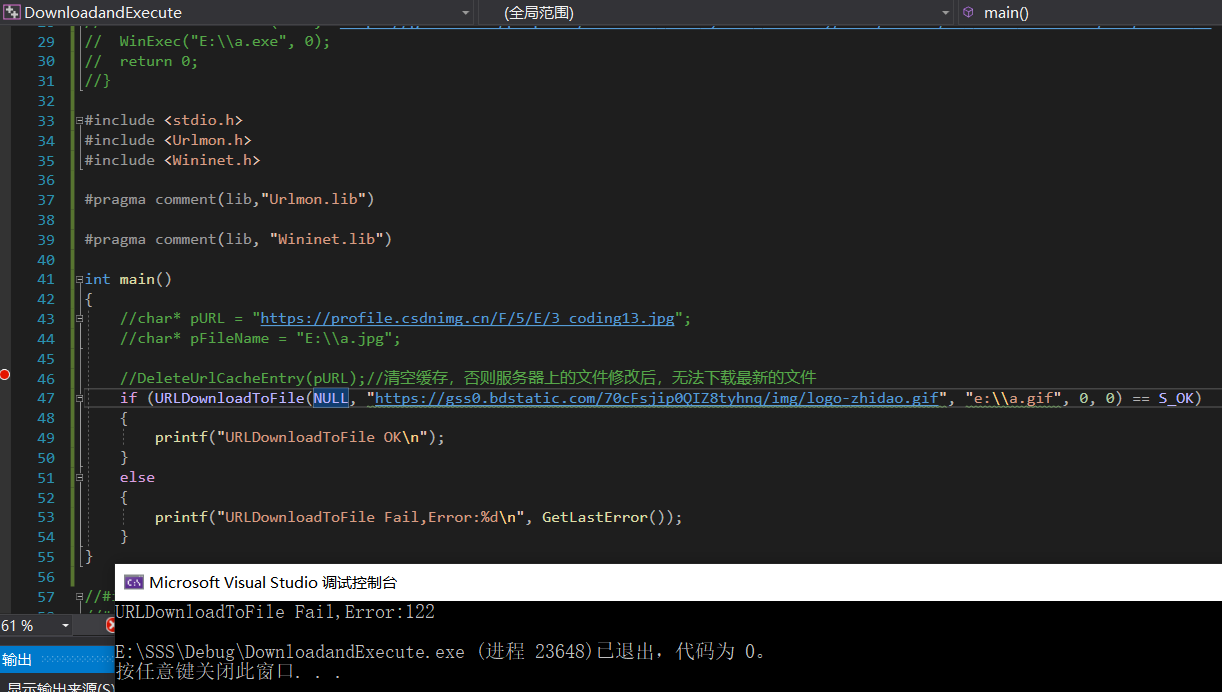 DownloadandExecute (全局范围) main()
29 // WinExec("E:\\a.exe", 0);
30 // return 0;
31 //}
32
33 #include <stdio.h>
34 #include <Urlmon.h>
35 #include <Wininet.h>
36
37 #pragma comment(lib,"Urlmon.lib")
38
39 #pragma comment(lib, "Wininet.lib")
40
41 int main()
42 {
43 //char* pURL = "https://profile.csdnimg.cn/F/5/E/3_coding13.jpg";
44 //char* pFileName = "E:\\a.jpg";
45
46 //DeleteUrlCacheEntry(pURL);//清空缓存，否则服务器上的文件修改后，无法下载最新的文件
47 if (URLDownloadToFile(NULL, "https://gss0.bdstatic.com/70cFsjip0QIZ8tyhnq/img/logo-zhidao.gif", "e:\\a.gif", 0, 0) == S_OK)
48 {
49 printf("URLDownloadToFile OK\n");
50 }
51 else
52 {
53 printf("URLDownloadToFile Fail,Error:%d\n", GetLastError());
54 }
55 }
56
57 //#
61 %
输出
显示输出来源(S)
Microsoft Visual Studio 调试控制台
URLDownloadToFile Fail,Error:122
E:\SSS\Debug\DownloadandExecute.exe (进程 23648)已退出，代码为 0。
按任意键关闭此窗口. . .